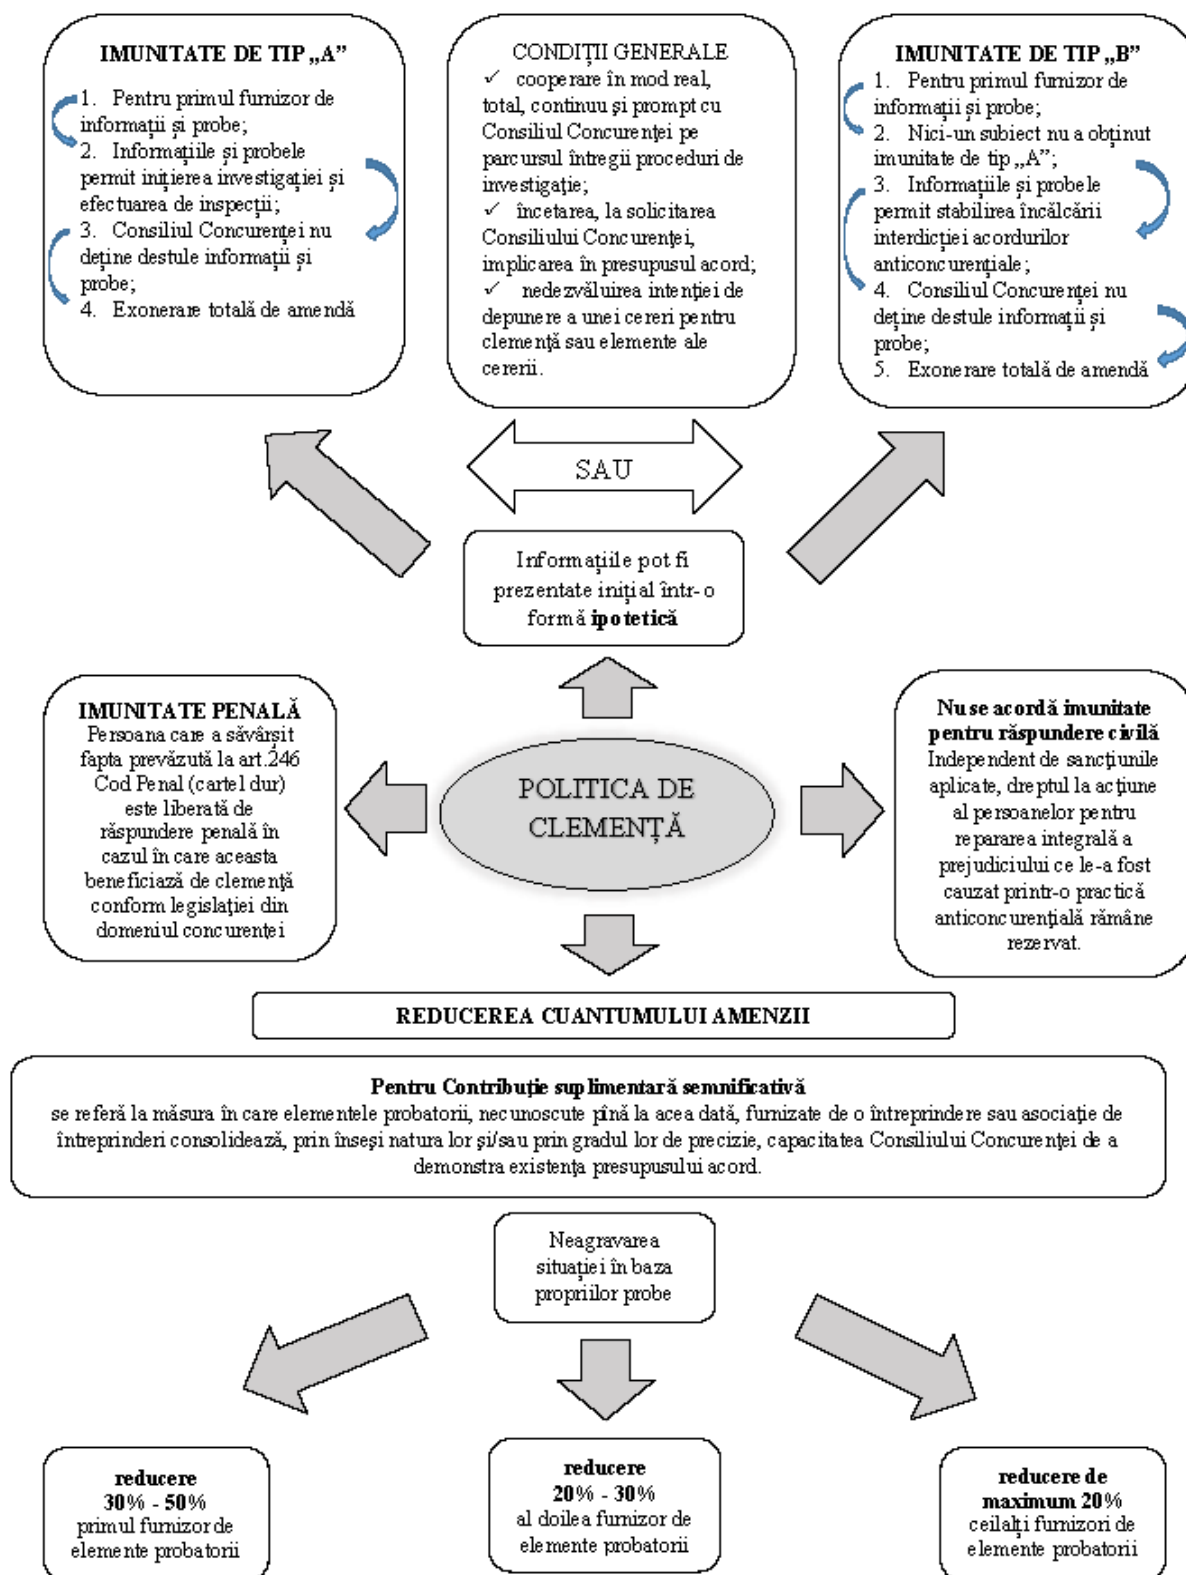 IMUNITATE DE TIP „A”
1. Pentru primul furnizor de
informații și probe;
2. Informațiile și probele
permit inițierea investigației și
efectuarea de inspecții;
3. Consiliul Concurenței nu
deține destule informații și
probe;
4. Exonerare totală de amendă
CONDIȚII GENERALE
✓ cooperare în mod real,
total, continuu și prompt cu
Consiliul Concurenței pe
parcursul întregii proceduri de
investigație;
✓ încetarea, la solicitarea
Consiliului Concurenței,
implicarea în presupusul acord;
✓ nedezvăluirea intenției de
depunere a unei cereri pentru
clemență sau elemente ale
cererii.
IMUNITATE DE TIP „B”
1. Pentru primul furnizor de
informații și probe;
2. Nici-un subiect nu a obținut
imunitate de tip „A”;
3. Informațiile și probele
permit stabilirea încălcării
interdicției acordurilor
anticoncurențiale;
4. Consiliul Concurenței nu
deține destule informații și
probe;
5. Exonerare totală de amendă
SAU
Informațiile pot fi
prezentate inițial într-o
formă ipotetică
IMUNITATE PENALĂ
Persoana care a săvârșit
fapta prevăzută la art.246
Cod Penal (cartel dur)
este liberată de
răspundere penală în
cazul în care aceasta
beneficiază de clemență
conform legislației din
domeniul concurenței
POLITICA DE
CLEMENȚĂ
Nu se acordă imunitate
pentru răspundere civilă
Independent de sancțiunile
aplicate, dreptul la acțiune
al persoanelor pentru
repararea integrală a
prejudiciului ce le-a fost
cauzat printr-o practică
anticoncurențială rămâne
rezervat.
REDUCEREA CUANTUMULUI AMENZII
Pentru Contribuție suplimentară semnificativă
se referă la măsura în care elementele probatorii, necunoscute pînă la acea dată, furnizate de o întreprindere sau asociație de
întreprinderi consolidează, prin înseși natura lor și/sau prin gradul lor de precizie, capacitatea Consiliului Concurenței de a
demonstra existența presupusului acord.
Neagravarea
situației în baza
propriilor probe
reducere
30% - 50%
primul furnizor de
elemente probatorii
reducere
20% - 30%
al doilea furnizor de
elemente probatorii
reducere de
maximum 20%
ceilalți furnizori de
elemente probatorii